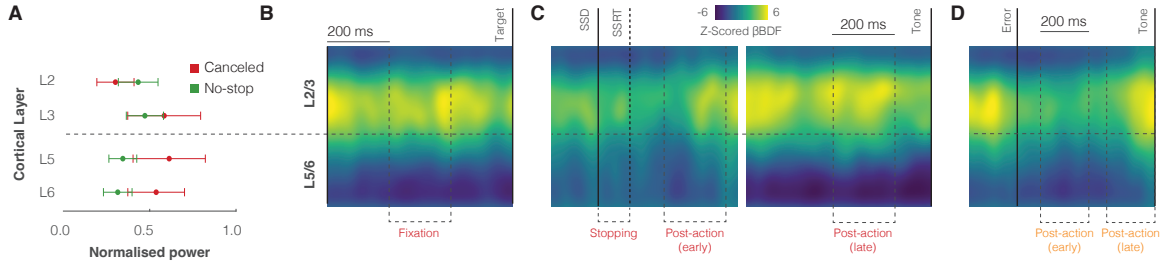 A
Cortical Layer
L2
L3
L5
L6
Canceled
No-stop
0.0
0.5
1.0
Normalised power
B
200 ms
Target
L2/3
L5/6
Fixation
C
SSD
SSRT
-6
6
Z-Scored βBDF
200 ms
Tone
Stopping
Post-action
(early)
Post-action
(late)
D
Error
200 ms
Tone
Post-action
(early)
Post-action
(late)